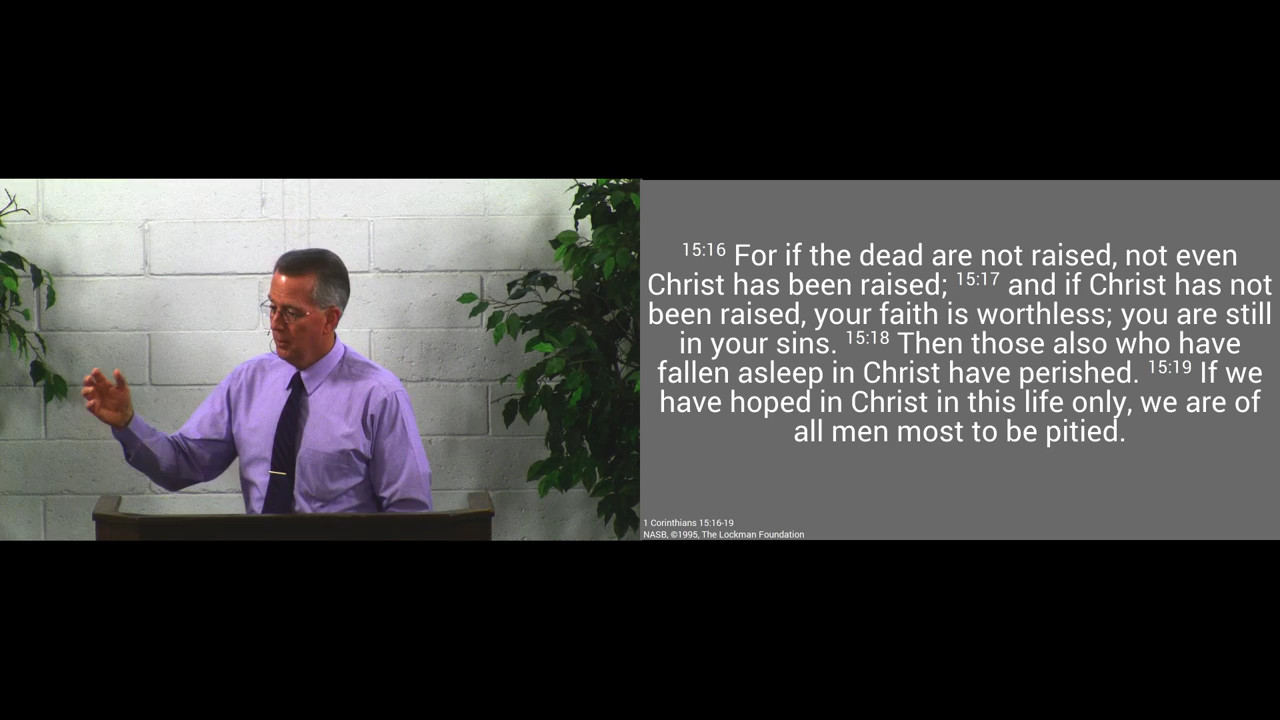 15:16 For if the dead are not raised, not even
Christ has been raised; 15:17 and if Christ has not
been raised, your faith is worthless; you are still
in your sins. 15:18 Then those also who have
fallen asleep in Christ have perished. 15:19 If we
have hoped in Christ in this life only, we are of
all men most to be pitied.
1 Corinthians 15:16-19
NASB, ©1995, The Lockman Foundation